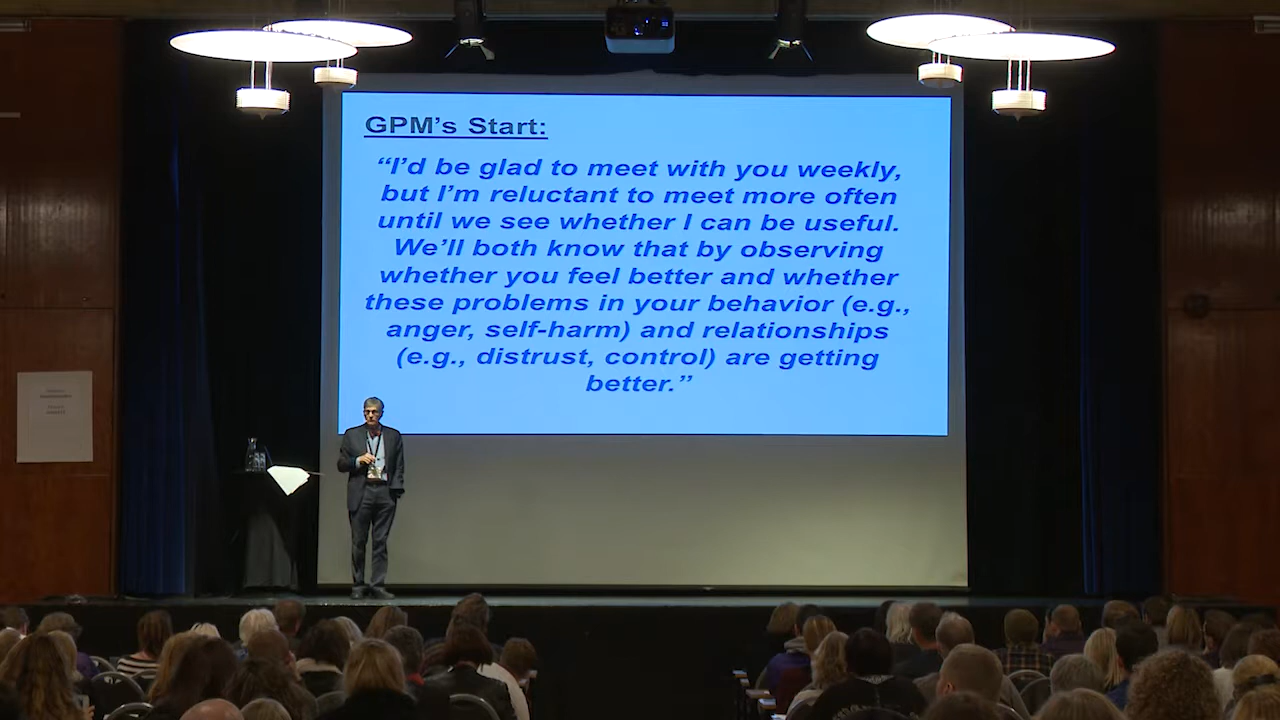 GPM’s Start:
“I’d be glad to meet with you weekly,
but I’m reluctant to meet more often
until we see whether I can be useful.
We’ll both know that by observing
whether you feel better and whether
these problems in your behavior (e.g.,
anger, self-harm) and relationships
(e.g., distrust, control) are getting
better.”